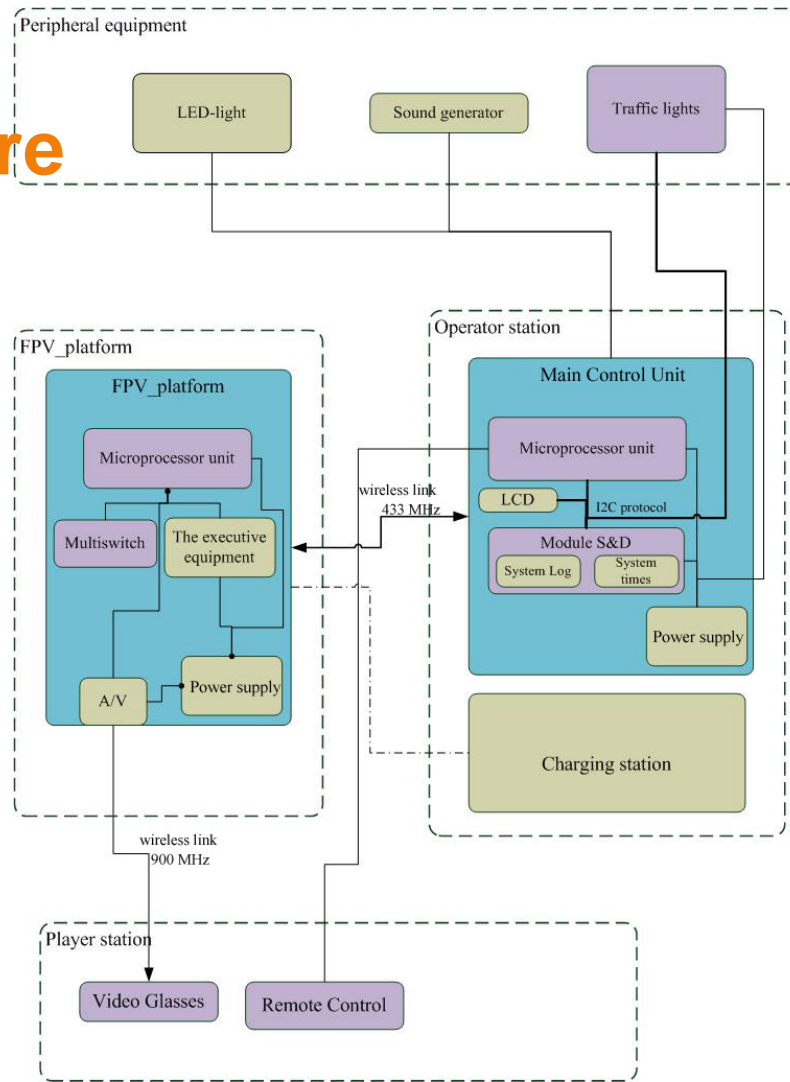 Peripheral equipment
LED-light
Sound generator
Traffic lights
re
FPV_platform
FPV_platform
Microprocessor unit
Multiswitch
The executive
equipment
A/V
Power supply
wireless link
433 MHz
Operator station
Main Control Unit
Microprocessor unit
LCD
I2C protocol
Module S&D
System Log
System
times
Power supply
Charging station
wireless link
900 MHz
Player station
Video Glasses
Remote Control